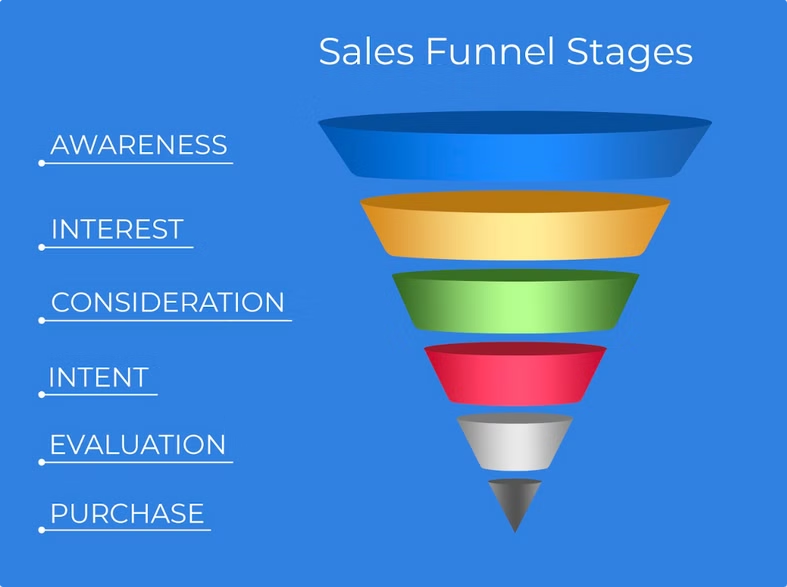 Sales Funnel Stages
AWARENESS
INTEREST
CONSIDERATION
INTENT
EVALUATION
PURCHASE